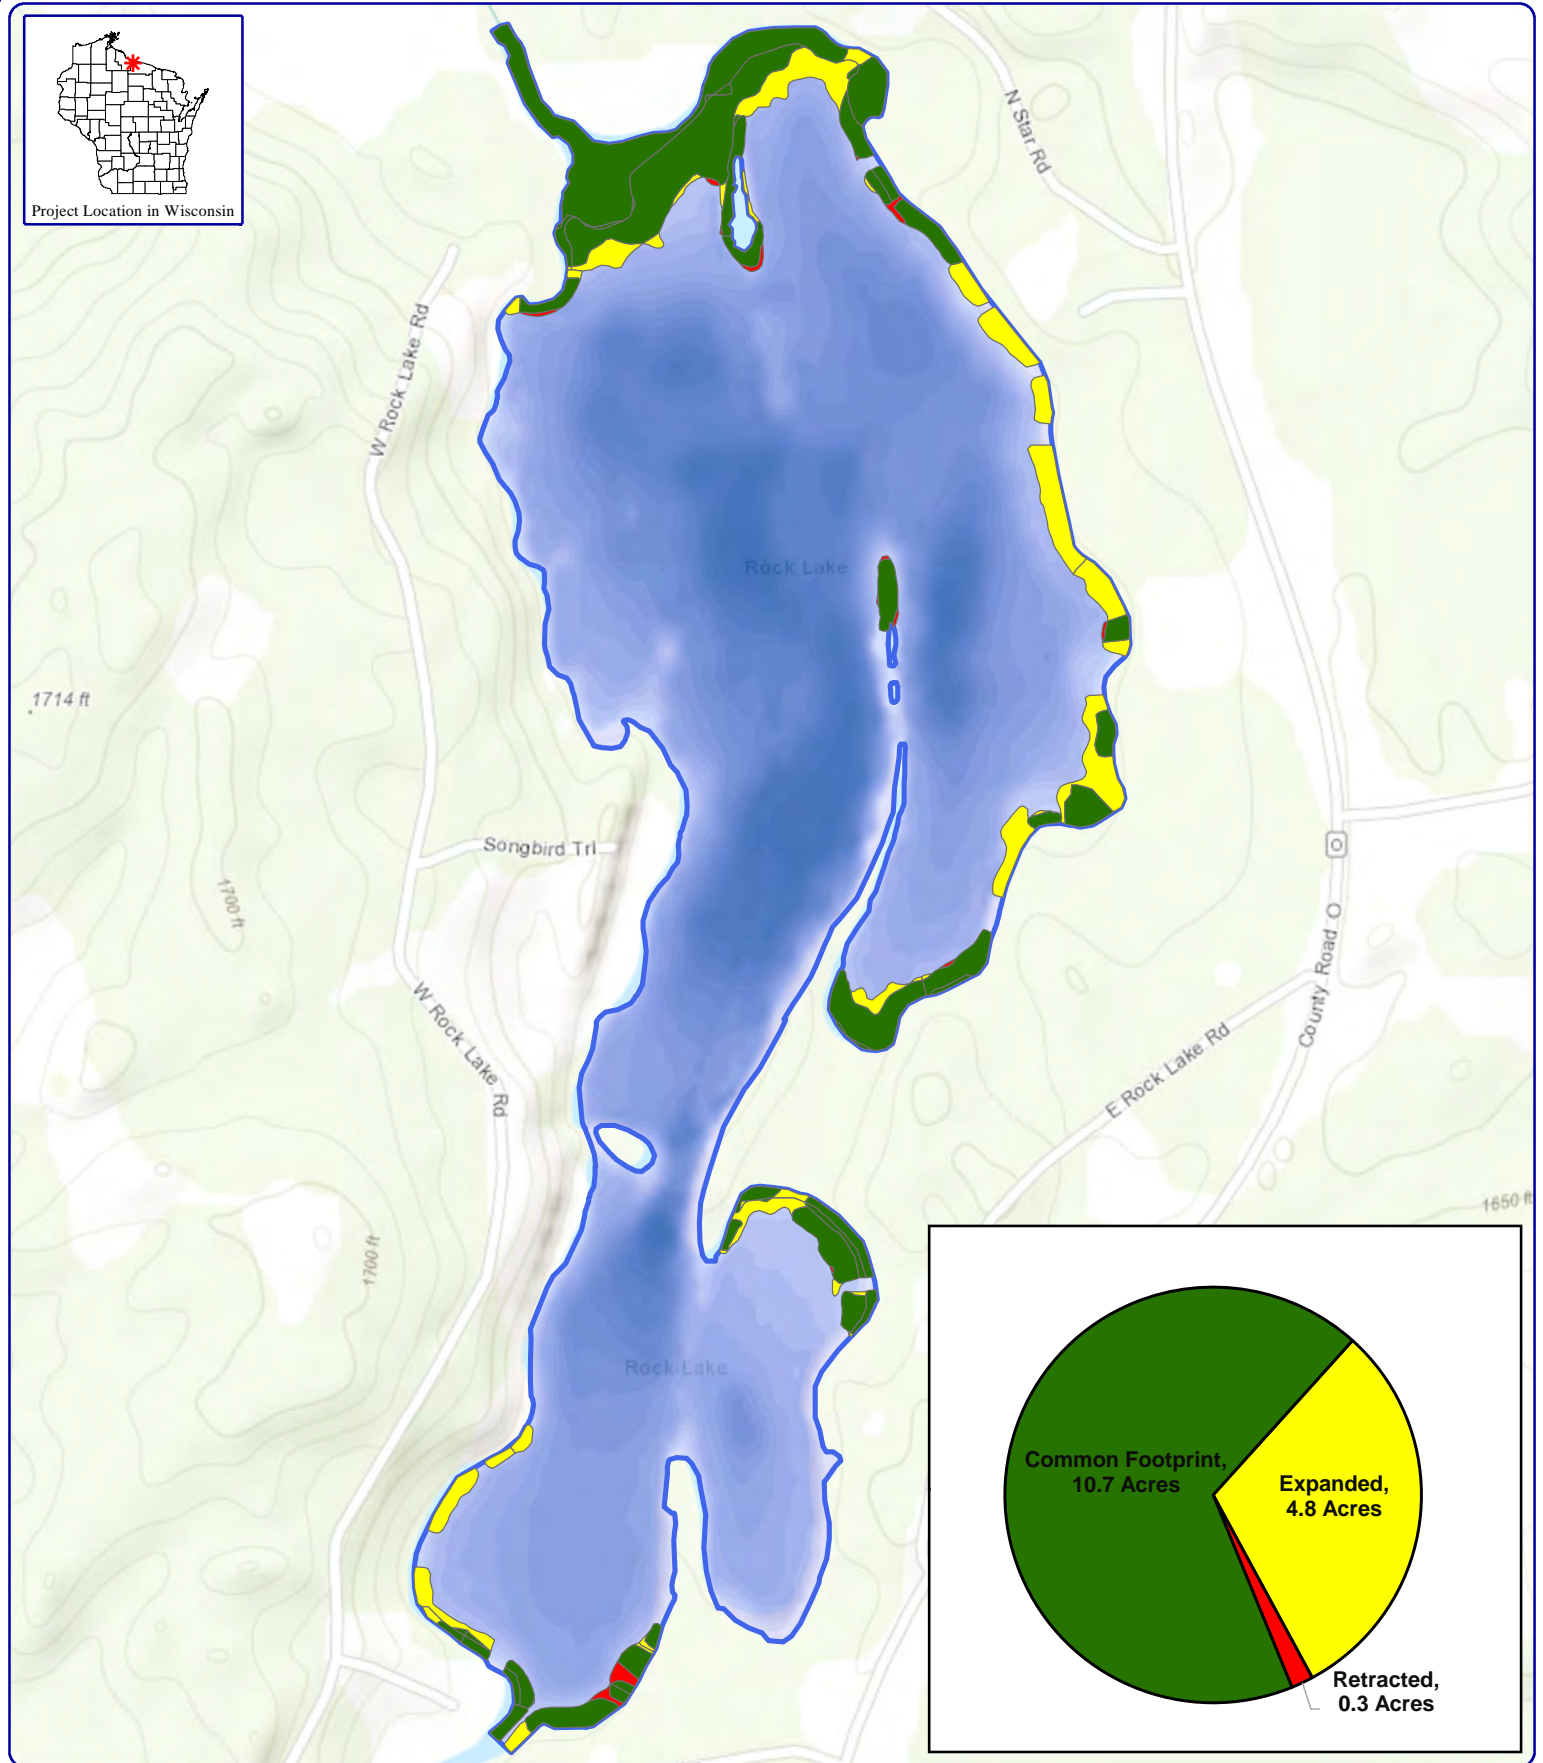 Project Location in Wisconsin
N Star Rd
W Rock Lake Rd
Rock Lake
1714 ft
Songbird Trl
O
1700 ft
County Road O
W Rock Lake Rd
E Rock Lake Rd
1650 ft
1700 ft
Rock Lake
Common Footprint,
10.7 Acres
Expanded,
4.8 Acres
Retracted,
0.3 Acres